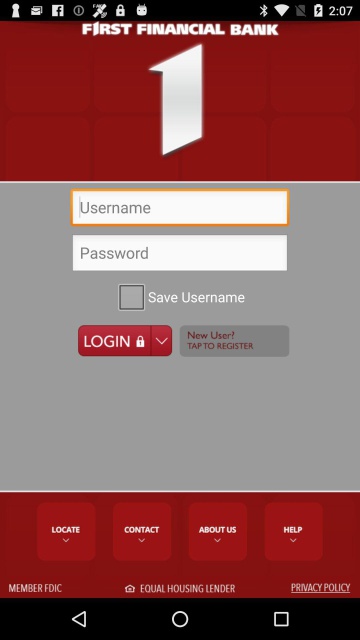 2:07
FIRST FINANCIAL BANK
1
Username
Password
Save Username
LOGIN
New User?
TAP TO REGISTER
LOCATE
CONTACT
ABOUT US
HELP
MEMBER FDIC
EQUAL HOUSING LENDER
PRIVACY POLICY